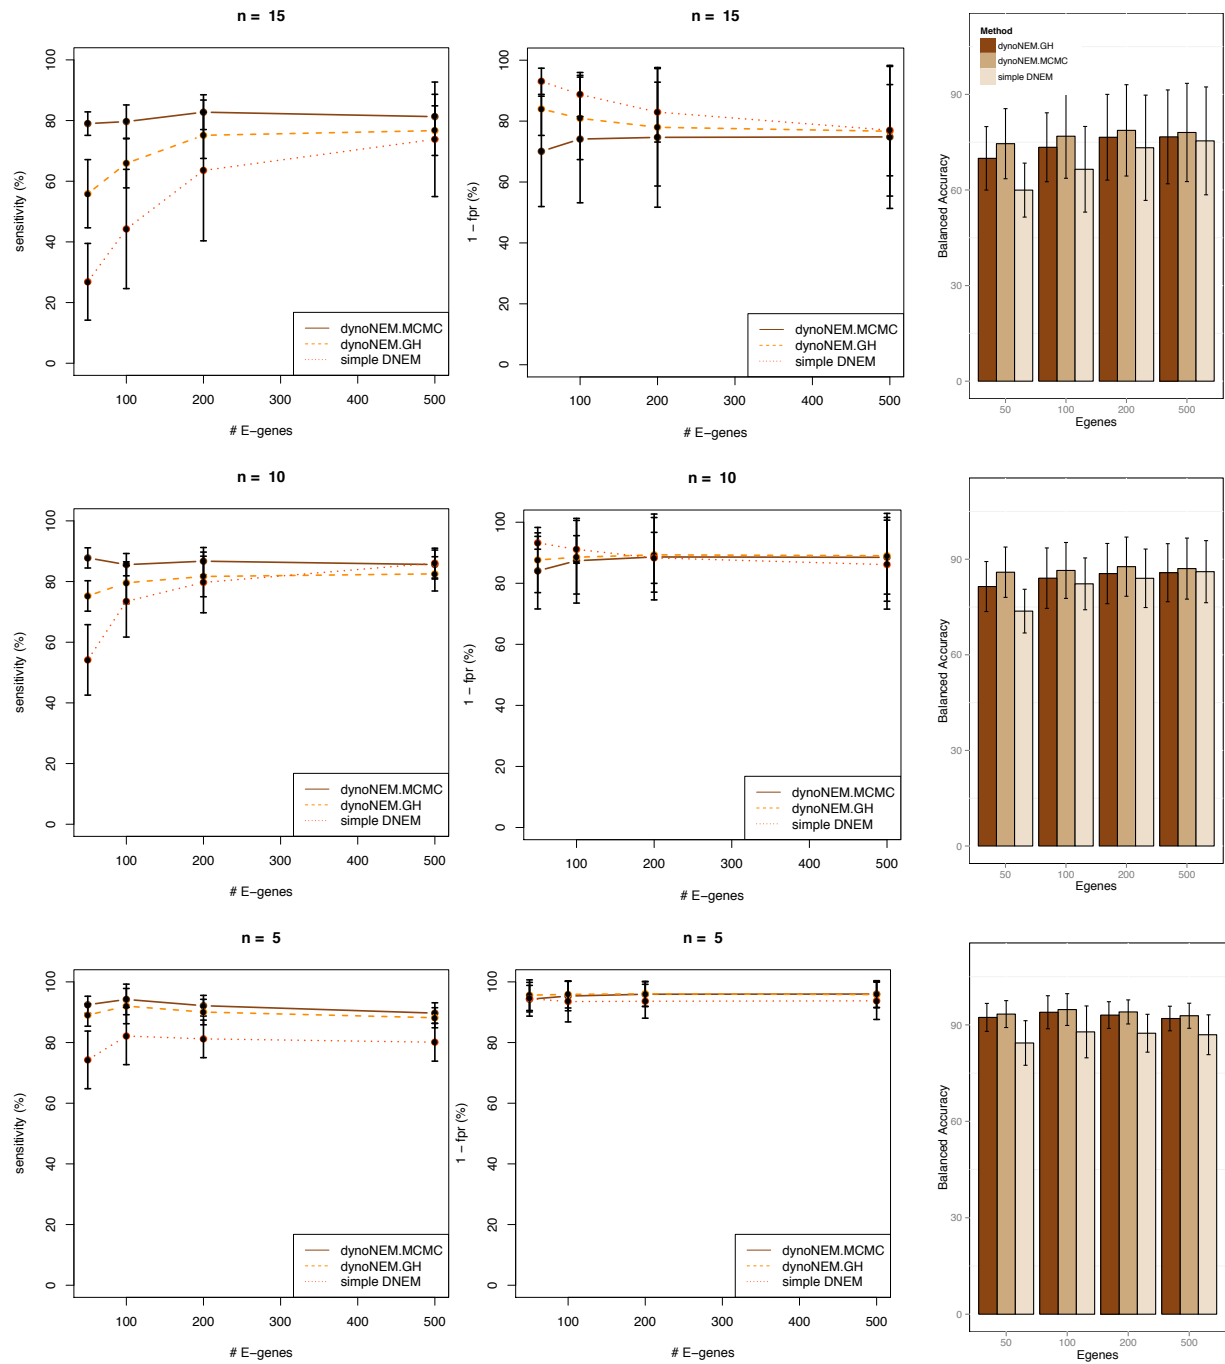 n = 15
sensitivity (%)
0 20 40 60 80 100
100 200 300 400 500
# E−genes
dynoNEM.MCMC
dynoNEM.GH
simple DNEM
n = 15
1 − fpr (%)
0 20 40 60 80 100
100 200 300 400 500
# E−genes
dynoNEM.MCMC
dynoNEM.GH
simple DNEM
Method
dynoNEM.GH
dynoNEM.MCMC
simple DNEM
Balanced Accuracy
0 30 60 90
50 100 200 500
Egenes
n = 10
sensitivity (%)
0 20 40 60 80 100
100 200 300 400 500
# E−genes
dynoNEM.MCMC
dynoNEM.GH
simple DNEM
n = 10
1 − fpr (%)
0 20 40 60 80 100
100 200 300 400 500
# E−genes
dynoNEM.MCMC
dynoNEM.GH
simple DNEM
Balanced Accuracy
0 30 60 90
50 100 200 500
Egenes
n = 5
sensitivity (%)
0 20 40 60 80 100
100 200 300 400 500
# E−genes
dynoNEM.MCMC
dynoNEM.GH
simple DNEM
n = 5
1 − fpr (%)
0 20 40 60 80 100
100 200 300 400 500
# E−genes
dynoNEM.MCMC
dynoNEM.GH
simple DNEM
Balanced Accuracy
0 30 60 90
50 100 200 500
Egenes